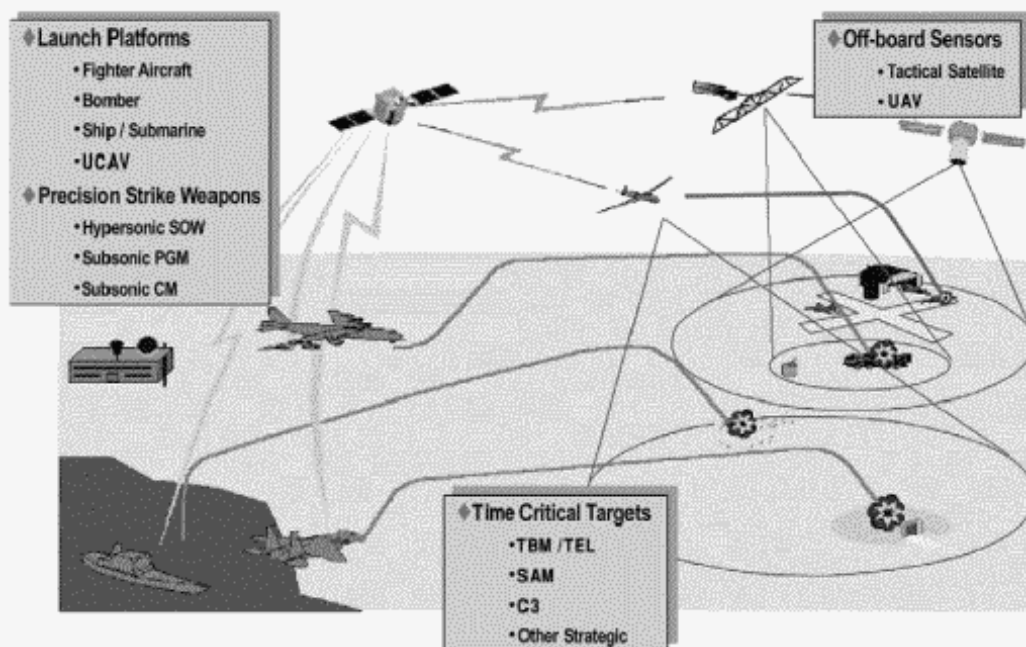 Launch Platforms
• Fighter Aircraft
• Bomber
• Ship / Submarine
• UCAV
Precision Strike Weapons
• Hypersonic SOW
• Subsonic PGM
• Subsonic CM
Off-board Sensors
• Tactical Satellite
• UAV
Time Critical Targets
• TBM / TEL
• SAM
• C3
• Other Strategic